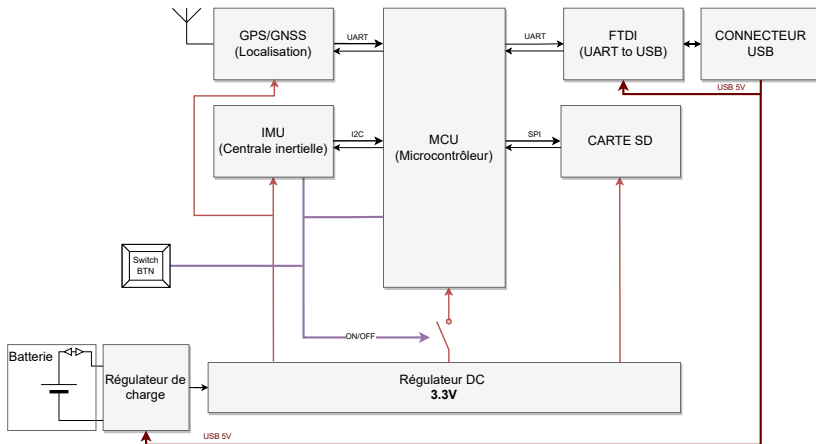 GPS/GNSS
(Localisation)
UART
MCU
(Microcontrôleur)
UART
FTDI
(UART to USB)
CONNECTEUR
USB
USB 5V
IMU
(Centrale inertielle)
I2C
SPI
CARTE SD
Switch
BTN
ON/OFF
Batterie
Régulateur de
charge
Régulateur DC
3.3V
USB 5V